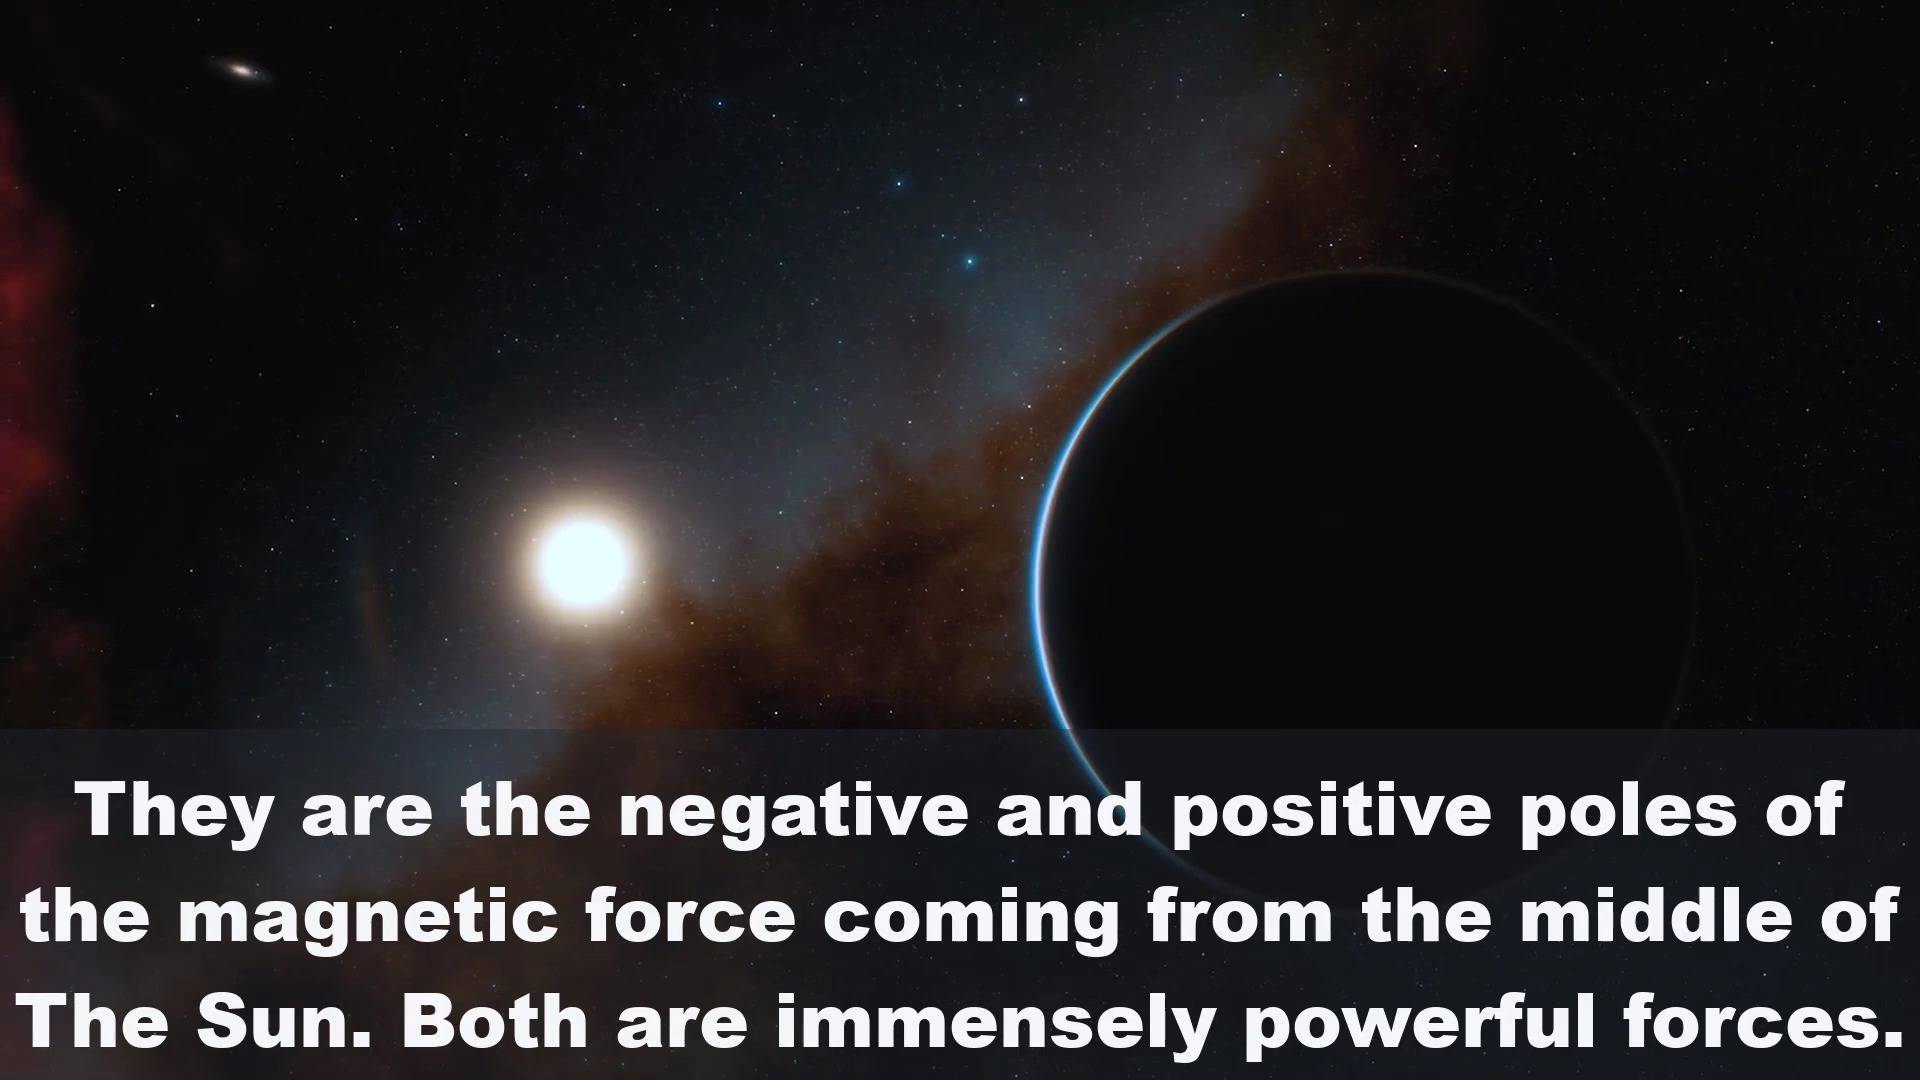 They are the negative and positive poles of
the magnetic force coming from the middle of
The Sun. Both are immensely powerful forces.